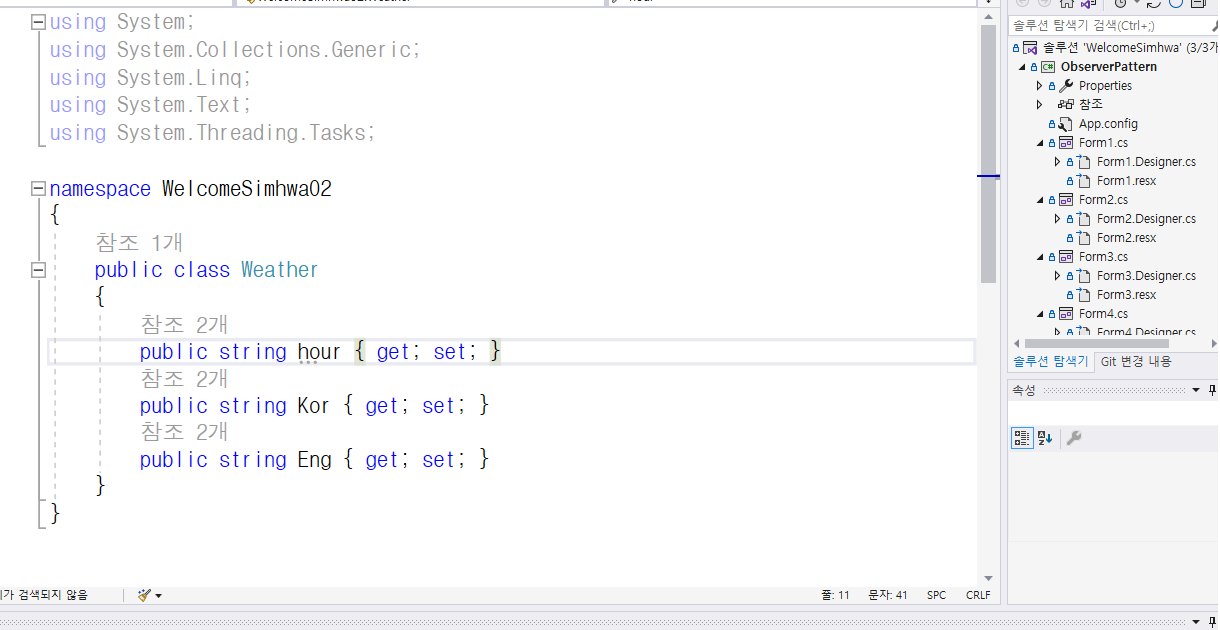 using System;
using System.Collections.Generic;
using System.Linq;
using System.Text;
using System.Threading.Tasks;
namespace WelcomeSimhwa02
{
참조 1개
public class Weather
{
참조 2개
public string hour { get; set; }
참조 2개
public string Kor { get; set; }
참조 2개
public string Eng { get; set; }
}
}
가 검색되지 않음
줄: 11
문자: 41
SPC
CRLF
솔루션 탐색기 검색(Ctrl+;)
솔루션 'WelcomeSimhwa' (3/3개
ObserverPattern
Properties
참조
App.config
Form1.cs
Form1.Designer.cs
Form1.resx
Form2.cs
Form2.Designer.cs
Form2.resx
Form3.cs
Form3.Designer.cs
Form3.resx
Form4.cs
Form4.Designer.cs
솔루션 탐색기
Git 변경 내용
속성